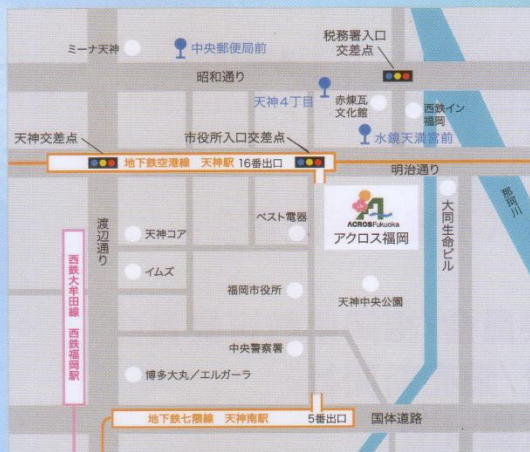 ミーナ天神
中央郵便局前
税務署入口
交差点
昭和通り
天神4丁目
赤煉瓦
文化館
西鉄イン
福岡
水鏡天満宮前
天神交差点
市役所入口交差点
地下鉄空港線 天神駅 16番出口
明治通り
那珂川
渡辺通り
天神コア
ベスト電器
ACROSFukuoka
アクロス福岡
大同生命ビル
イムズ
福岡市役所
天神中央公園
西鉄大牟田線 西鉄福岡駅
中央警察署
博多大丸／エルガーラ
地下鉄七隈線 天神南駅 5番出口
国体道路